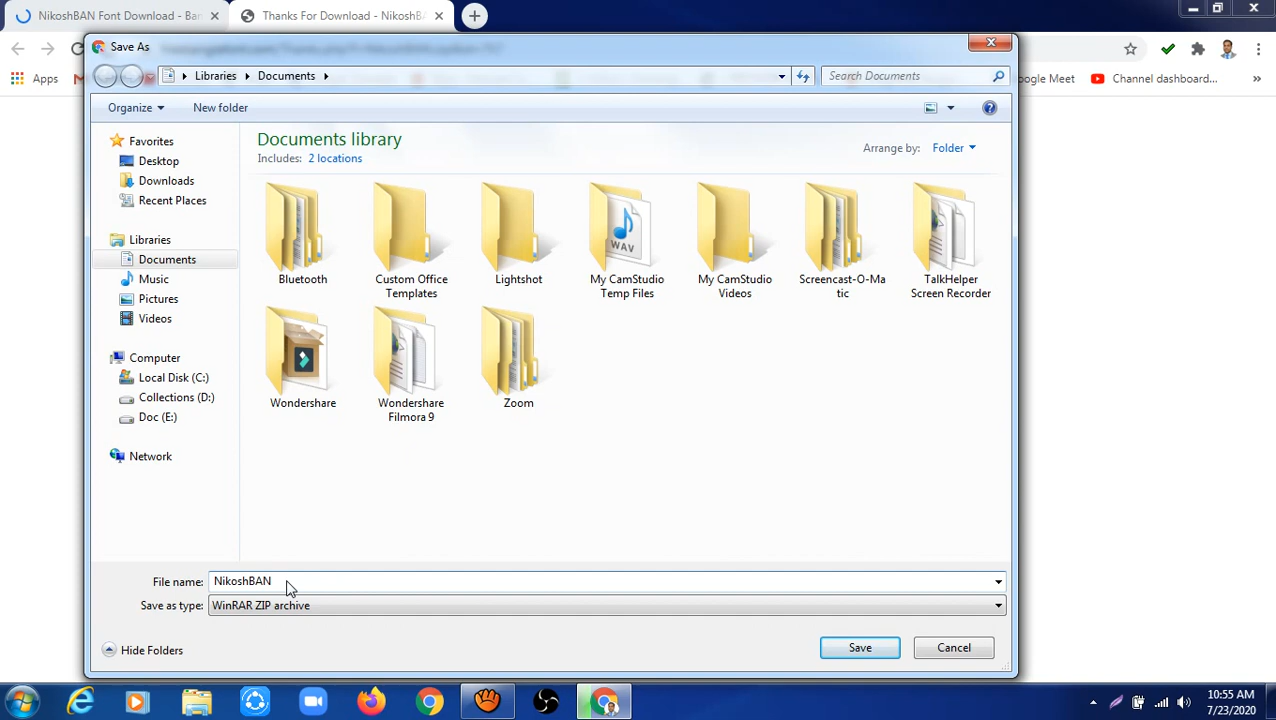 NikoshBAN Font Download - Ban
Thanks For Download - NikoshBA
Save As
Apps
oogle Meet
Channel dashboard...
Libraries
Documents
Search Documents
Organize
New folder
Favorites
Desktop
Downloads
Recent Places
Libraries
Documents
Music
Pictures
Videos
Computer
Local Disk (C:)
Collections (D:)
Doc (E:)
Network
Documents library
Includes: 2 locations
Arrange by: Folder
Bluetooth
Custom Office
Templates
Lightshot
My CamStudio
Temp Files
WAV
My CamStudio
Videos
Screencast-O-Ma
tic
TalkHelper
Screen Recorder
Wondershare
Wondershare
Filmora 9
Zoom
File name: NikoshBAN
Save as type: WinRAR ZIP archive
Hide Folders
Save
Cancel
10:55 AM
7/23/2020